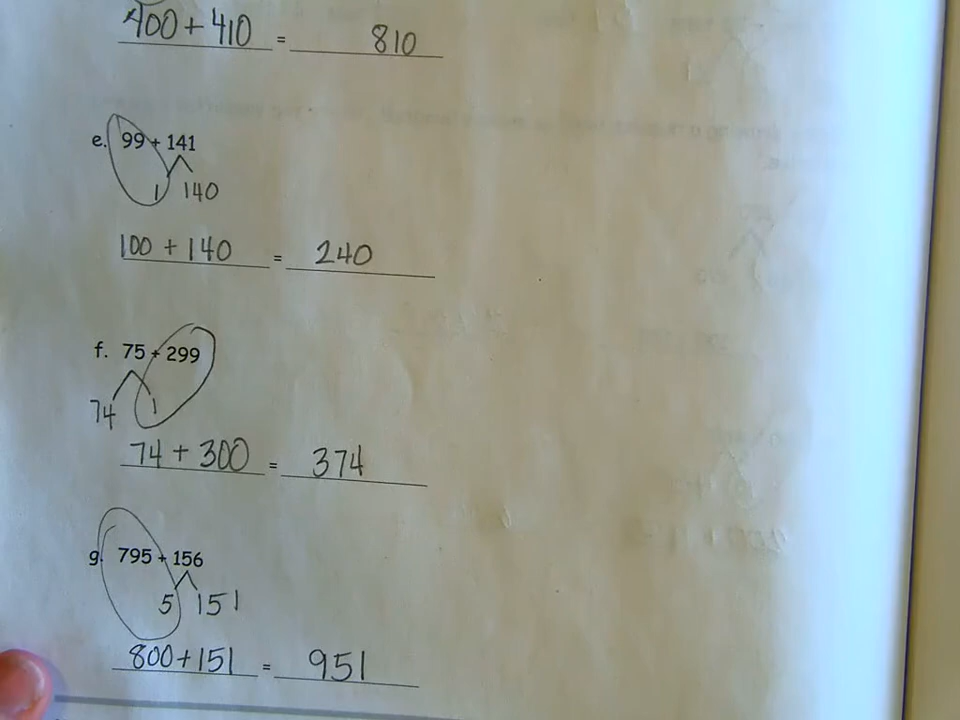 400 + 410 = 810
e. 99 + 141
1 140
100 + 140 = 240
f. 75 + 299
74 1
74 + 300 = 374
g. 795 + 156
5 151
800 + 151 = 951